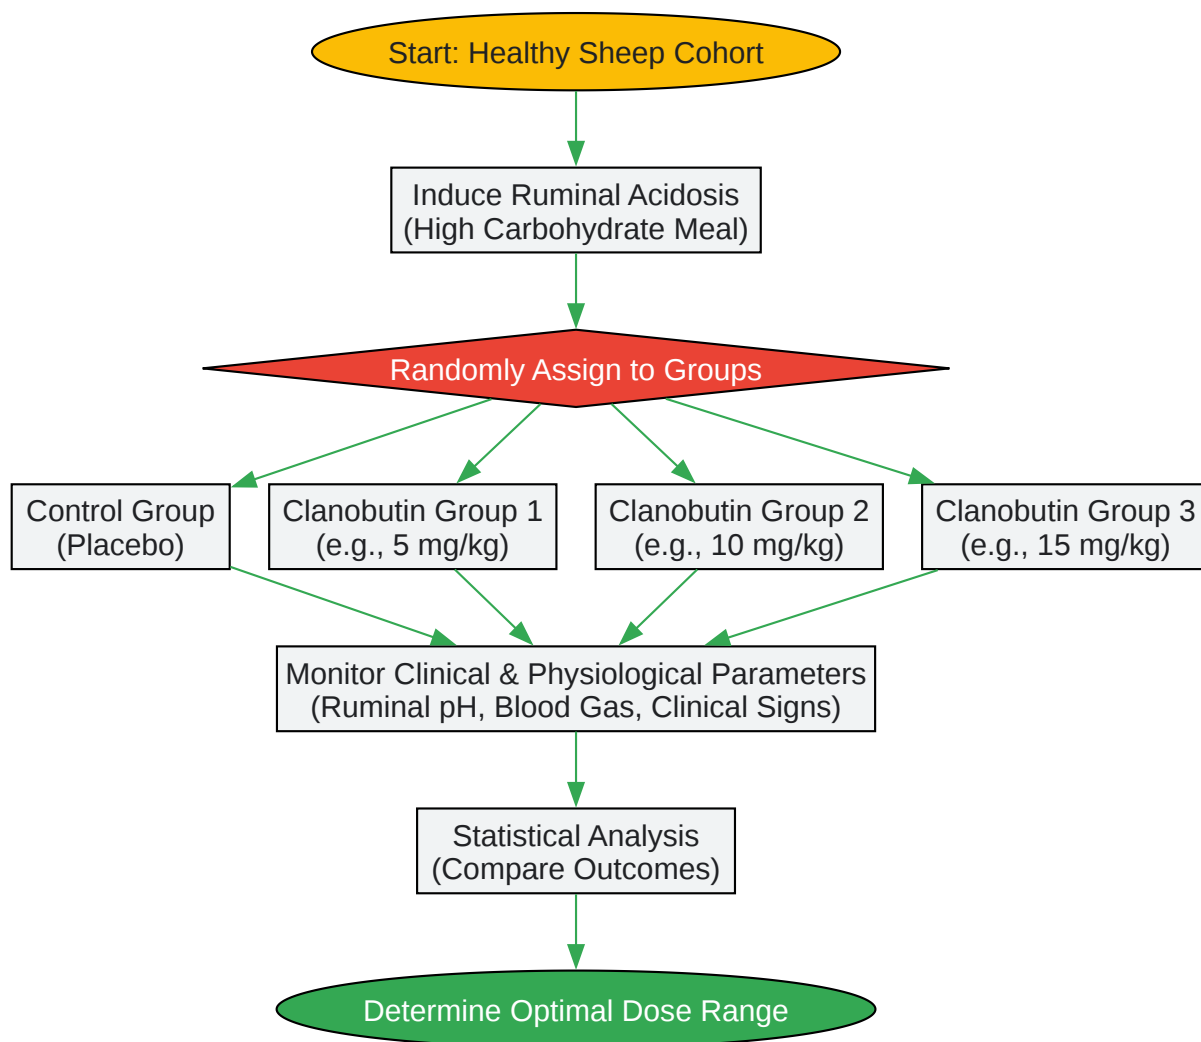 Start: Healthy Sheep Cohort
Induce Ruminal Acidosis
(High Carbohydrate Meal)
Randomly Assign to Groups
Control Group
(Placebo)
Clanobutin Group 1
(e.g., 5 mg/kg)
Clanobutin Group 2
(e.g., 10 mg/kg)
Clanobutin Group 3
(e.g., 15 mg/kg)
Monitor Clinical & Physiological Parameters
(Ruminal pH, Blood Gas, Clinical Signs)
Statistical Analysis
(Compare Outcomes)
Determine Optimal Dose Range